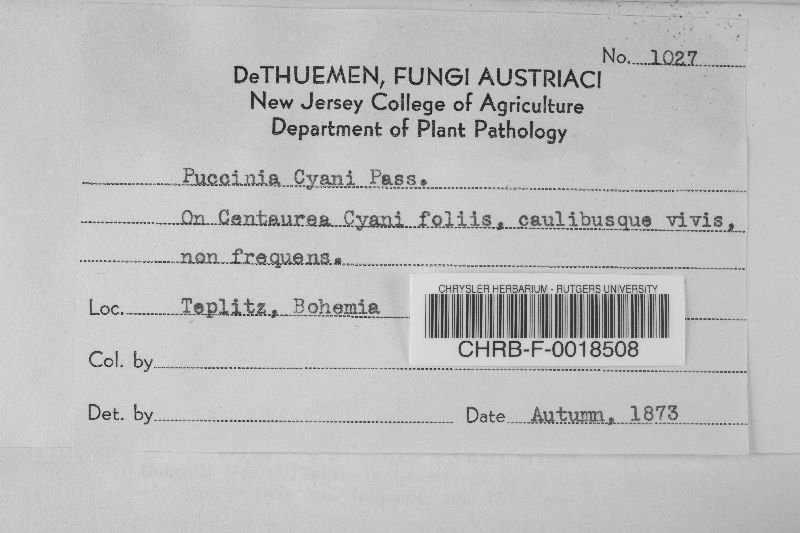 No. 1027
DeTHUEMEN, FUNGI AUSTRIACI
New Jersey College of Agriculture
Department of Plant Pathology
Puccinia Cyani Pass.
On Centaurea Cyani foliis, caulibusque vivis,
non frequens.
Loc. Teplitz, Bohemia
CHRYSLER HERBARIUM - RUTGERS UNIVERSITY
CHRB-F-0018508
Col. by
Det. by
Date Autumn, 1873